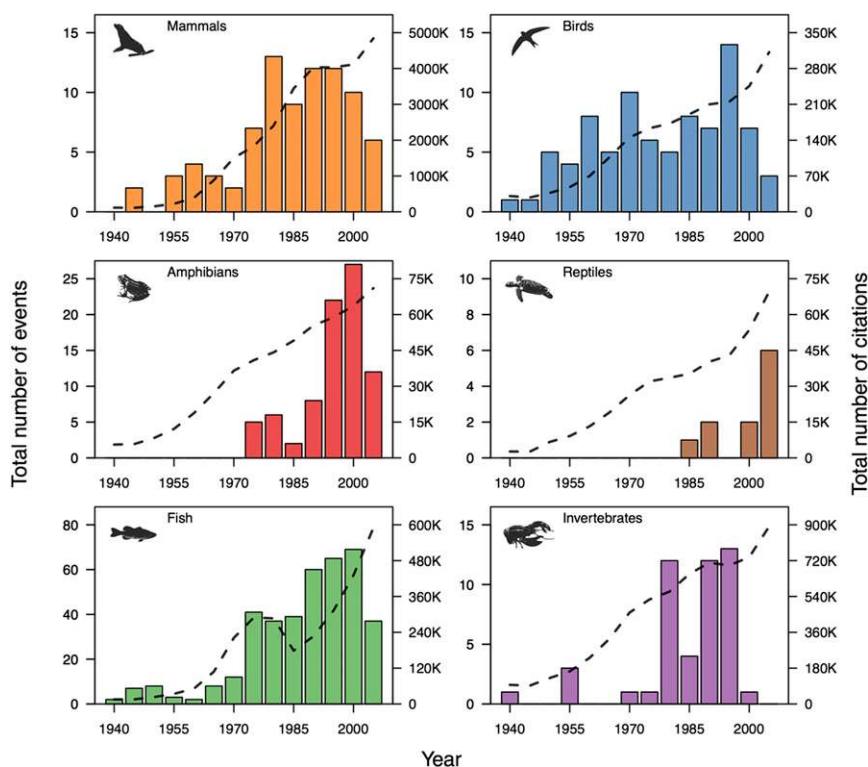 Mammals
Birds
15
10
5
0
5000K
4000K
3000K
2000K
1000K
0
15
10
5
0
350K
280K
210K
140K
70K
0
1940 1955 1970 1985 2000
1940 1955 1970 1985 2000
Amphibians
Reptiles
25
20
15
10
5
0
75K
60K
45K
30K
15K
0
10
8
6
4
2
0
75K
60K
45K
30K
15K
0
1940 1955 1970 1985 2000
1940 1955 1970 1985 2000
Total number of events
Total number of citations
Fish
Invertebrates
80
60
40
20
0
600K
480K
360K
240K
120K
0
15
10
5
0
900K
720K
540K
360K
180K
0
1940 1955 1970 1985 2000
1940 1955 1970 1985 2000
Year